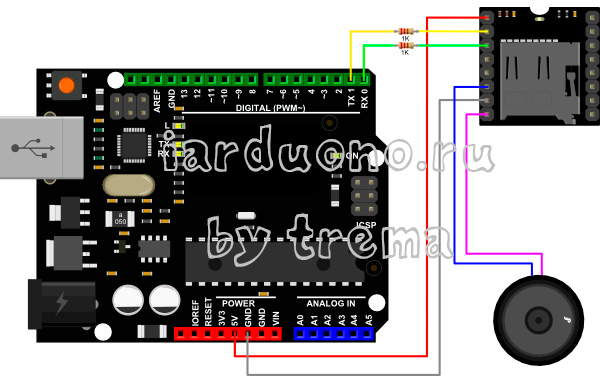 1K
1K
AREF
GND
13
12
~11
~10
~9
8
7
~6
~5
4
~3
2
TX 1
RX 0
DIGITAL (PWM~)
L
TX
RX
ON
iarduono.ru
a
050
ICSP
by trema
IOREF
RESET
3V3
5V
GND
GND
VIN
POWER
ANALOG IN
A0
A1
A2
A3
A4
A5
P